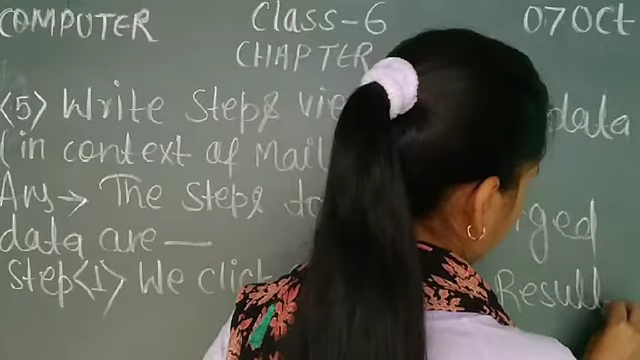 COMPUTER Class-6 07 Oct
CHAPTER
(5) Write Steps data
(in context of Mail
Ans → The Steps to rged
data are —
Step<1> We click Result